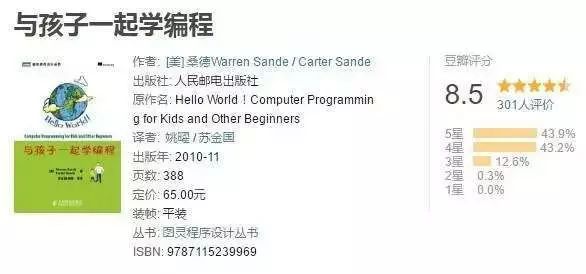 与孩子一起学编程
Hello World!
Computer Programming for Kids and Other Beginners
与孩子一起学编程
作者: [美] 桑德Warren Sande / Carter Sande
出版社: 人民邮电出版社
原作名: Hello World！Computer Programmin
g for Kids and Other Beginners
译者: 姚曜 / 苏金国
出版年: 2010-11
页数: 388
定价: 65.00元
装帧: 平装
丛书: 图灵程序设计丛书
ISBN: 9787115239969
豆瓣评分
8.5
301人评价
5星 43.9%
4星 43.2%
3星 12.6%
2星 0.3%
1星 0.0%